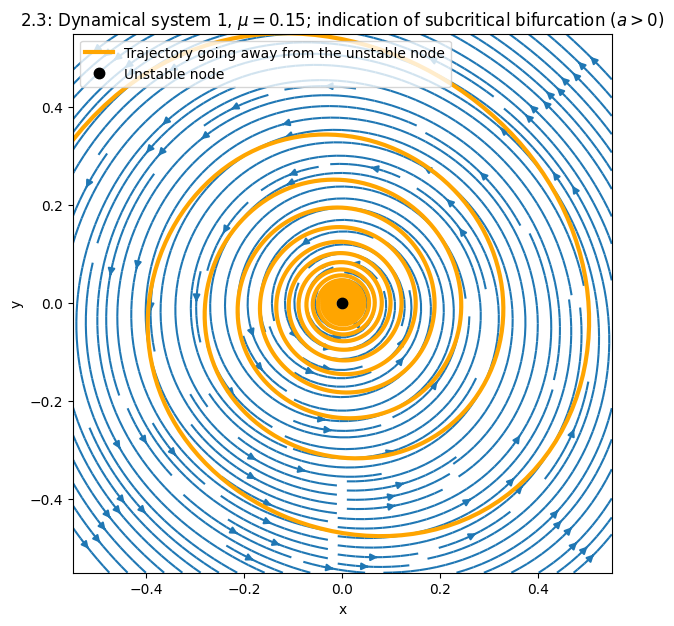 2.3: Dynamical system 1, μ = 0.15; indication of subcritical bifurcation (a > 0)
Trajectory going away from the unstable node
Unstable node
0.4
0.2
0.0
−0.2
−0.4
y
−0.4 −0.2 0.0 0.2 0.4
x